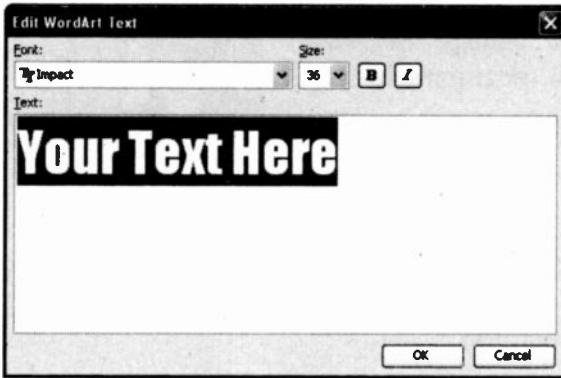 Edit WordArt Text
Font: Size:
Impact 36 B I
Text:
Your Text Here
OK Cancel